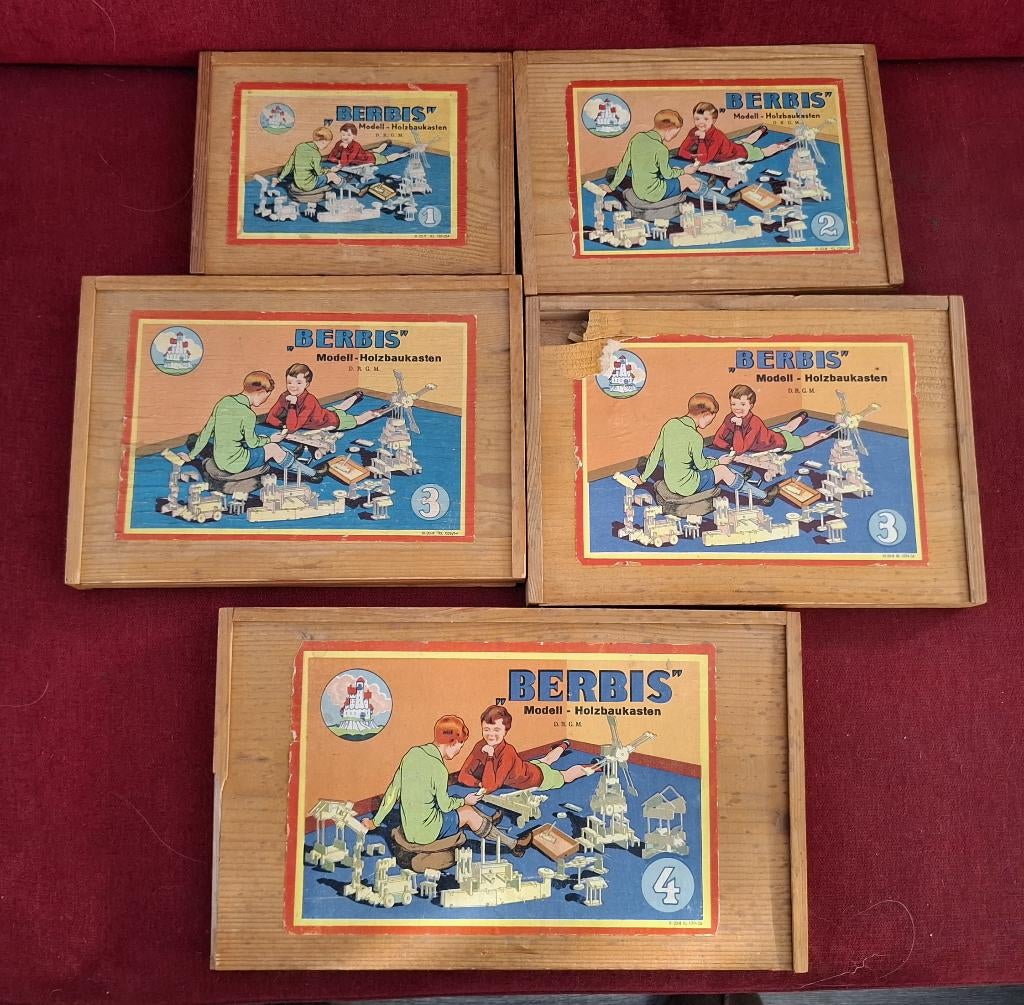 „BERBIS”
Modell - Holzbaukasten
D. R. G. M.
1
„BERBIS”
Modell - Holzbaukasten
D. R. G. M.
2
„BERBIS”
Modell - Holzbaukasten
D. R. G. M.
3
„BERBIS”
Modell - Holzbaukasten
D. R. G. M.
3
„BERBIS”
Modell - Holzbaukasten
D. R. G. M.
4